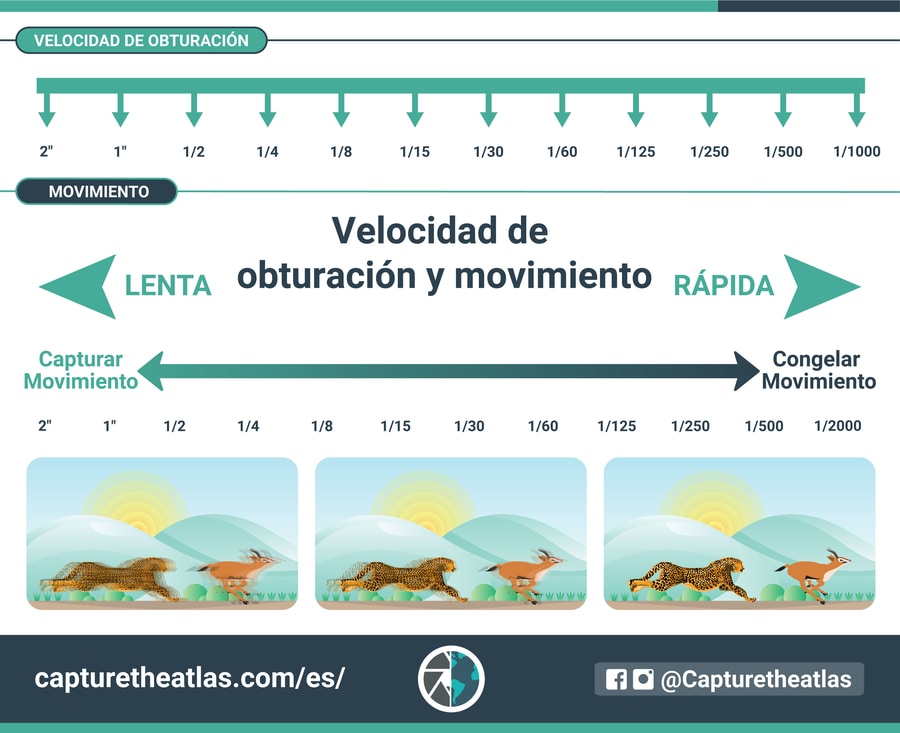 VELOCIDAD DE OBTURACIÓN
2" 1" 1/2 1/4 1/8 1/15 1/30 1/60 1/125 1/250 1/500 1/1000
MOVIMIENTO
Velocidad de
obturación y movimiento
LENTA
RÁPIDA
Capturar
Movimiento
Congelar
Movimiento
2" 1" 1/2 1/4 1/8 1/15 1/30 1/60 1/125 1/250 1/500 1/2000
capturetheatlas.com/es/
@Capturetheatlas